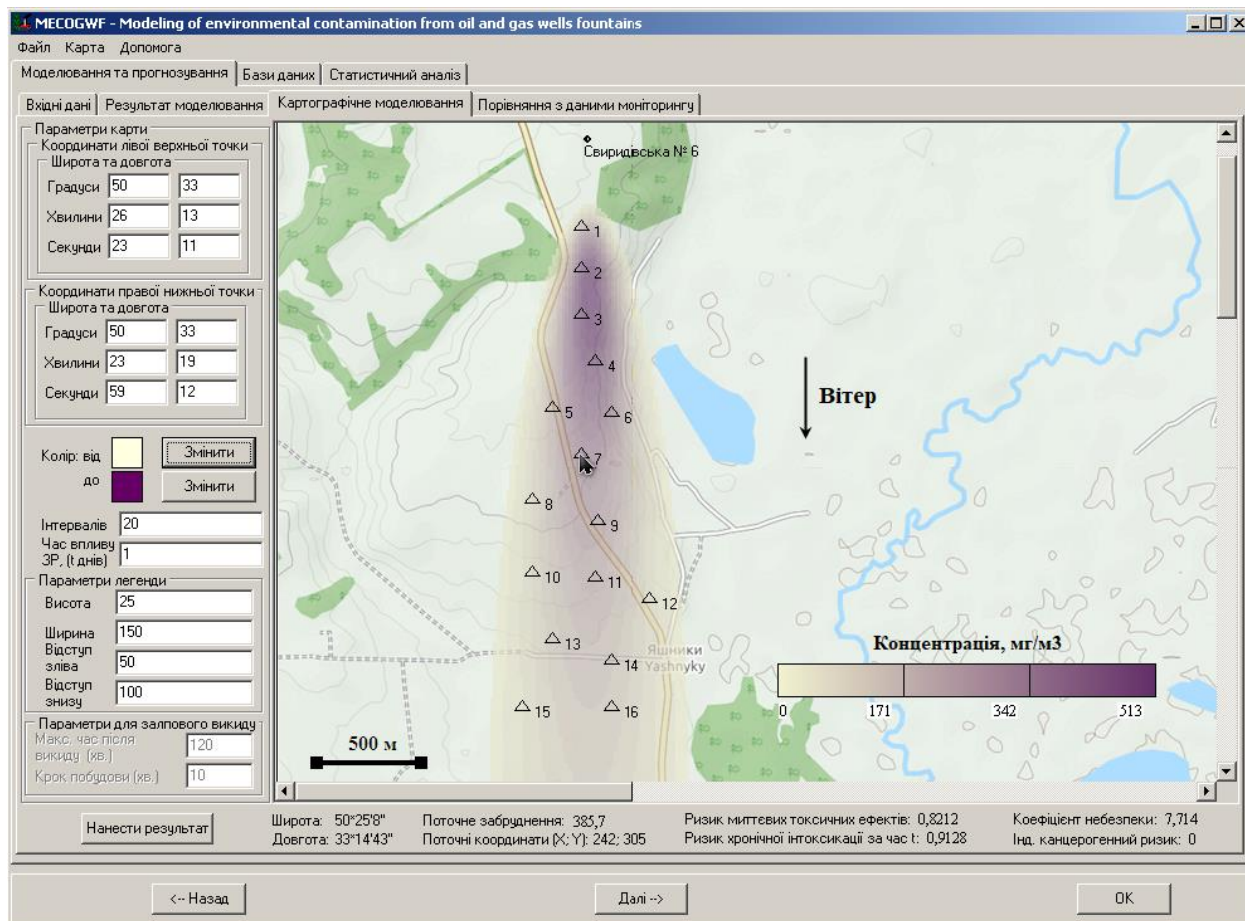 MECOGWF - Modeling of environmental contamination from oil and gas wells fountains
Файл Карта Допомога
Моделювання та прогнозування Бази даних Статистичний аналіз
Вхідні дані Результат моделювання Картографічне моделювання Порівняння з даними моніторингу
Параметри карти
Координати лівої верхньої точки
Широта та довгота
Градуси 50 33
Хвилини 26 13
Секунди 23 11
Координати правої нижньої точки
Широта та довгота
Градуси 50 33
Хвилини 23 19
Секунди 59 12
Колір: від Змінити
до Змінити
Інтервалів 20
Час впливу
ЗР, (t днів) 1
Параметри легенди
Висота 25
Ширина 150
Відступ
зліва 50
Відступ
знизу 100
Параметри для залпового викиду
Макс. час після
викиду (хв.) 120
Крок побудови (хв.) 10
Нанести результат
Свиридівська № 6
1
2
3
4
5
6
7
8
9
10
11
12
13
14
15
16
Вітер
Яшники
Yashnyky
Концентрація, мг/м3
0 171 342 513
500 м
Широта: 50*25'8" Поточне забруднення: 385,7 Ризик миттєвих токсичних ефектів: 0,8212 Коефіцієнт небезпеки: 7,714
Довгота: 33*14'43" Поточні координати (X; Y): 242; 305 Ризик хронічної інтоксикації за час t: 0,9128 Інд. канцерогенний ризик: 0
<-- Назад Далі --> OK